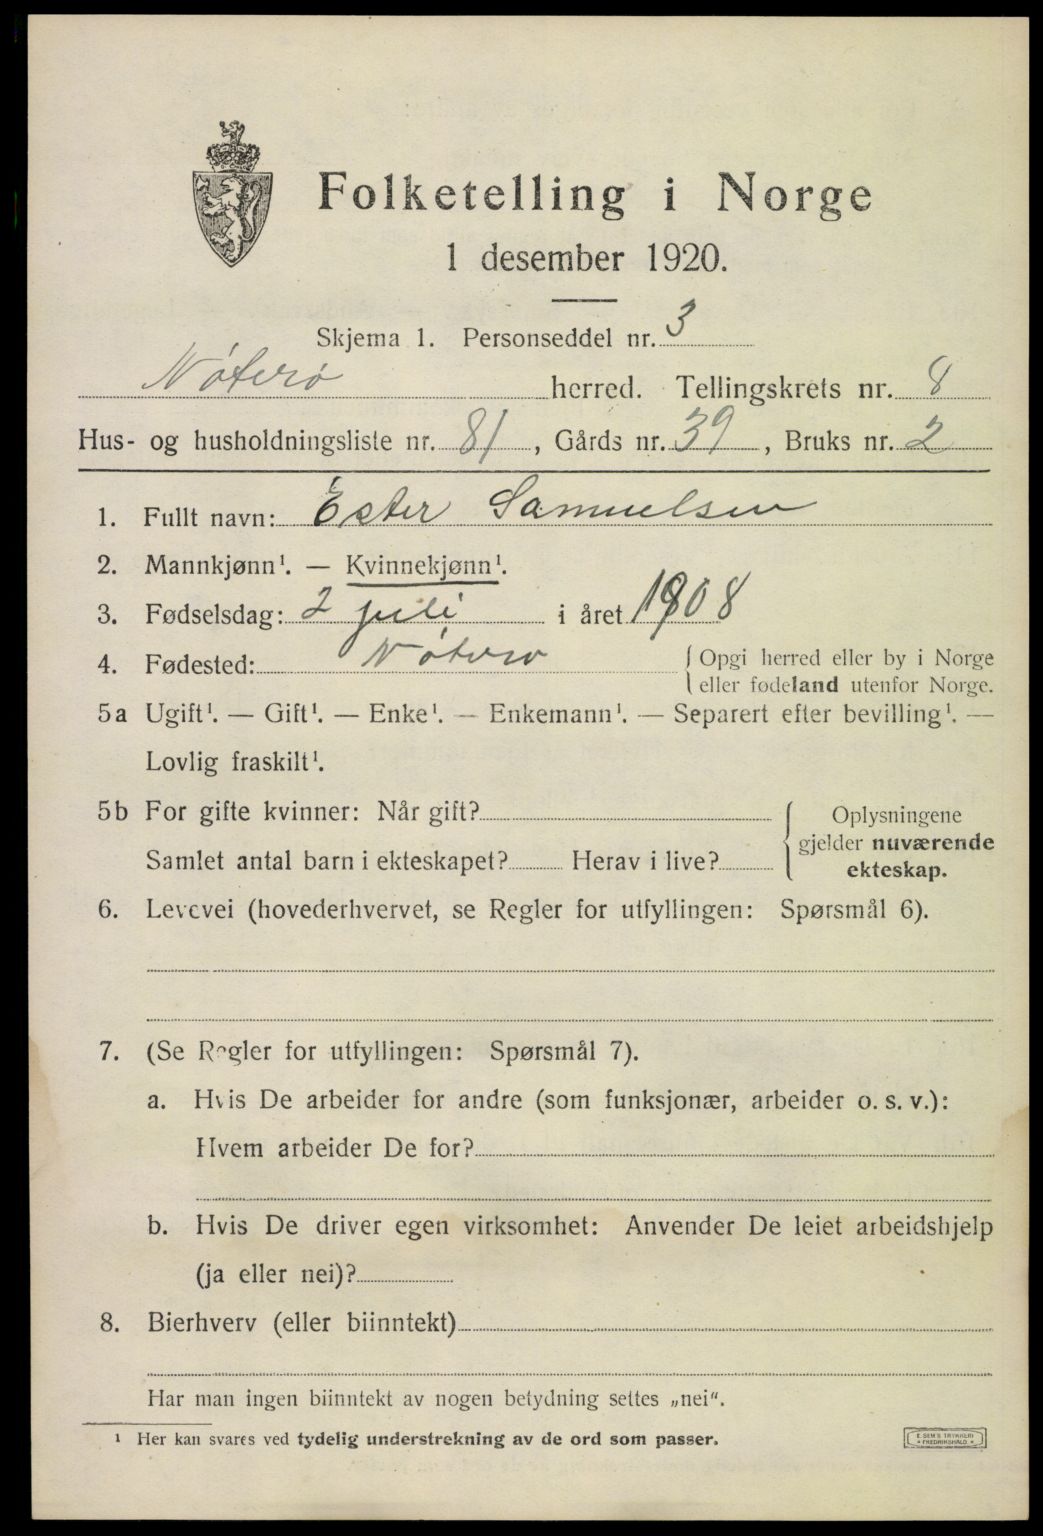 Folketelling i Norge
1 desember 1920.
Skjema 1. Personseddel nr. 3
Nøterø herred. Tellingskrets nr. 8
Hus- og husholdningsliste nr. 81, Gårds nr. 39, Bruks nr. 2
1. Fullt navn: Ester Samuelsen
2. Mannkjønn¹. — Kvinnekjønn¹.
3. Fødselsdag: 2 juli i året 1908
4. Fødested: Nøterø { Opgi herred eller by i Norge
eller fødeland utenfor Norge.
5a Ugift¹. — Gift¹. — Enke¹. — Enkemann¹. — Separert efter bevilling¹. —
Lovlig fraskilt¹.
5b For gifte kvinner: Når gift?
Samlet antal barn i ekteskapet? Herav i live?
{ Oplysningene
gjelder nuværende
ekteskap.
6. Levevei (hovederhvervet, se Regler for utfyllingen: Spørsmål 6).
7. (Se Regler for utfyllingen: Spørsmål 7).
a. Hvis De arbeider for andre (som funksjonær, arbeider o. s. v.):
Hvem arbeider De for?
b. Hvis De driver egen virksomhet: Anvender De leiet arbeidshjelp
(ja eller nei)?
8. Bierhverv (eller biinntekt)
Har man ingen biinntekt av nogen betydning settes „nei".
¹ Her kan svares ved tydelig understrekning av de ord som passer.
E. SEM'S TRYKKERI
• FREDRIKSHALD •